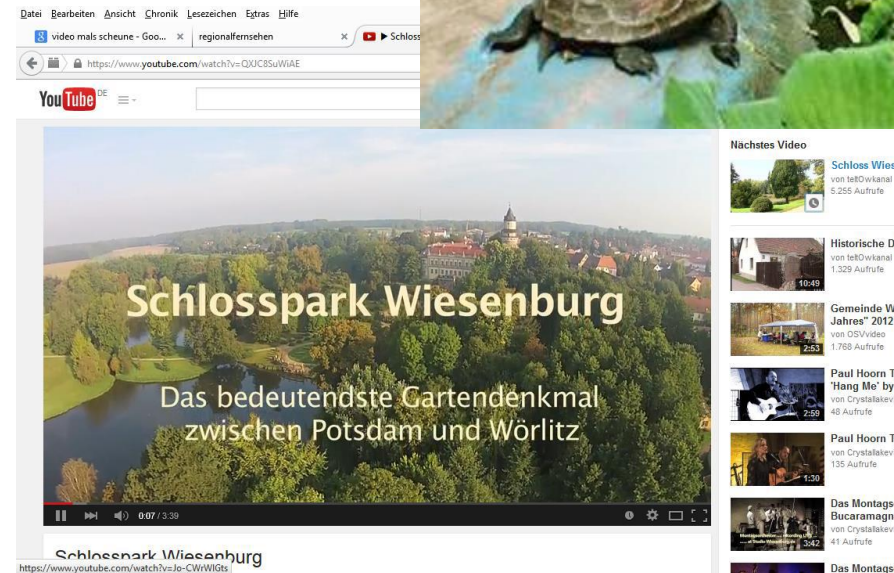 Datei Bearbeiten Ansicht Chronik Lesezeichen Extras Hilfe
video mals scheune - Goo... × regionalfernsehen × ▶ Schloss
https://www.youtube.com/watch?v=QXJC8SuWiAE
YouTube DE
Schlosspark Wiesenburg
Das bedeutendste Gartendenkmal
zwischen Potsdam und Wörlitz
0:07 / 3:39
Schlosspark Wiesenburg
https://www.youtube.com/watch?v=Jo-CWrWIGts
Nächstes Video
Schloss Wies
von teltOwkanal
5.255 Aufrufe
Historische D
von teltOwkanal
1.329 Aufrufe
10:49
Gemeinde W
Jahres" 2012
von OSVvideo
1.768 Aufrufe
2:53
Paul Hoorn T
'Hang Me' by
von Crystallakev
48 Aufrufe
2:59
Paul Hoorn T
von Crystallakev
135 Aufrufe
1:30
Das Montags
Bucaramagn
von Crystallakev
41 Aufrufe
3:42
Das Montags